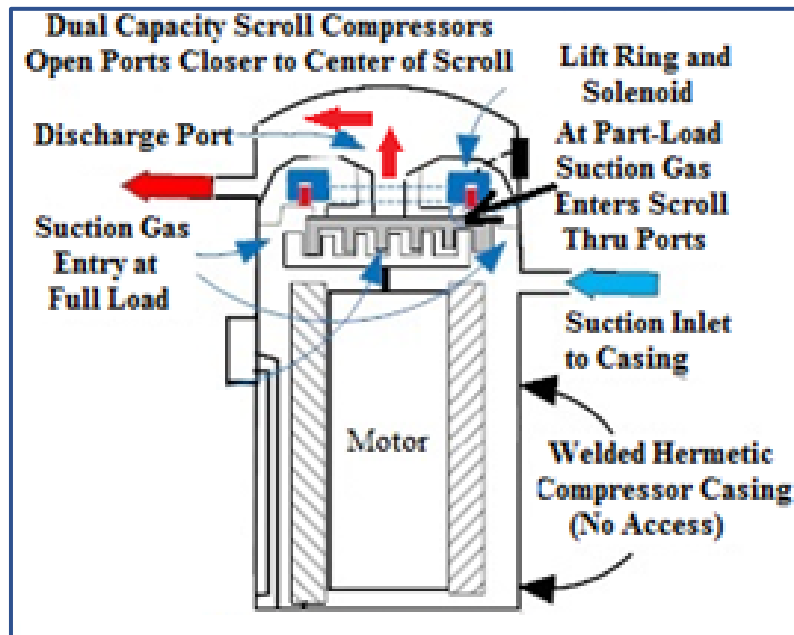 Dual Capacity Scroll Compressors
Open Ports Closer to Center of Scroll
Lift Ring and
Solenoid
Discharge Port
At Part-Load
Suction Gas
Enters Scroll
Thru Ports
Suction Gas
Entry at
Full Load
Suction Inlet
to Casing
Motor
Welded Hermetic
Compressor Casing
(No Access)